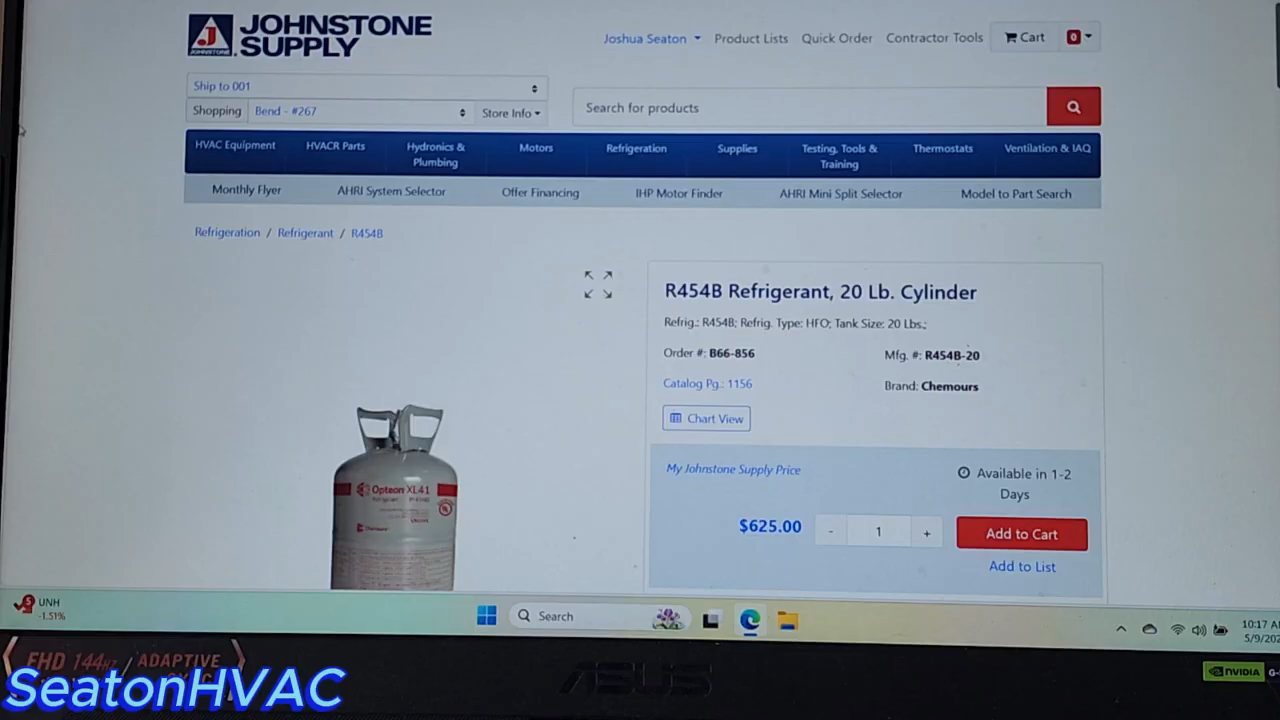 JOHNSTONE
SUPPLY
JOHNSTONE
Joshua Seaton
Product Lists
Quick Order
Contractor Tools
Cart
0
Ship to 001
Shopping
Bend - #267
Store Info
Search for products
HVAC Equipment
HVACR Parts
Hydronics &
Plumbing
Motors
Refrigeration
Supplies
Testing, Tools &
Training
Thermostats
Ventilation & IAQ
Monthly Flyer
AHRI System Selector
Offer Financing
IHP Motor Finder
AHRI Mini Split Selector
Model to Part Search
Refrigeration / Refrigerant / R454B
R454B Refrigerant, 20 Lb. Cylinder
Refrig.: R454B; Refrig. Type: HFO; Tank Size: 20 Lbs.;
Order #: B66-856
Mfg. #: R454B-20
Catalog Pg.: 1156
Brand: Chemours
Chart View
My Johnstone Supply Price
Available in 1-2
Days
$625.00
-
1
+
Add to Cart
Add to List
Opteon XL41
Refrigerant
Chemours
5
UNH
-1.51%
Search
10:17 A
5/9/20
FHD 144Hz / ADAPTIVE
ASUS
NVIDIA
G-
SeatonHVAC